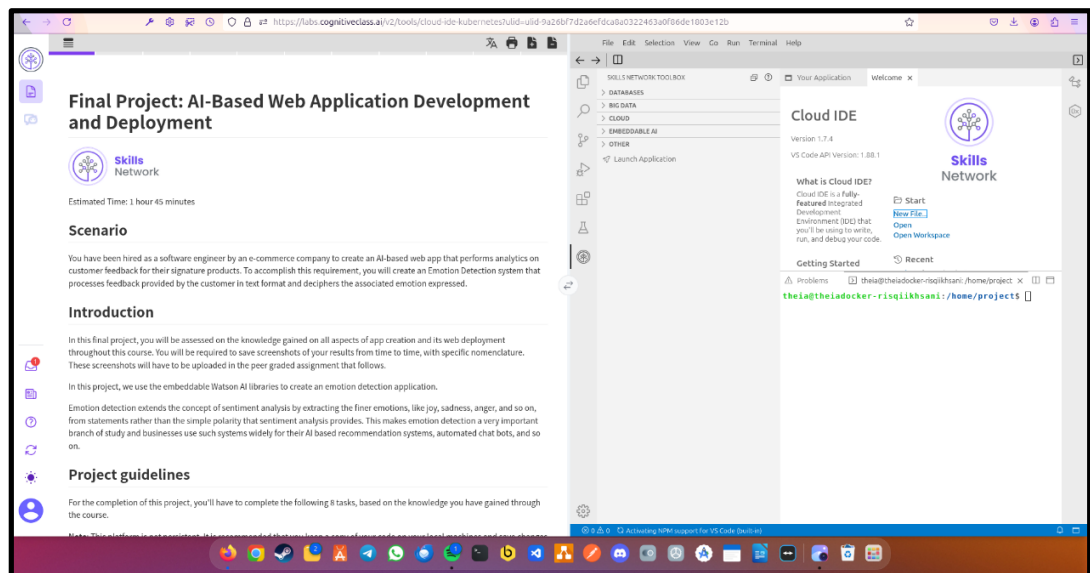 https://labs.cognitiveclass.ai/v2/tools/cloud-ide-kubernetes?ulid=ulid-9a26bf7d2a6efdca8a0322463a0f86de1803e12b
Final Project: AI-Based Web Application Development
and Deployment
Skills
Network
Estimated Time: 1 hour 45 minutes
Scenario
You have been hired as a software engineer by an e-commerce company to create an AI-based web app that performs analytics on
customer feedback for their signature products. To accomplish this requirement, you will create an Emotion Detection system that
processes feedback provided by the customer in text format and deciphers the associated emotion expressed.
Introduction
In this final project, you will be assessed on the knowledge gained on all aspects of app creation and its web deployment
throughout this course. You will be required to save screenshots of your results from time to time, with specific nomenclature.
These screenshots will have to be uploaded in the peer graded assignment that follows.
In this project, we use the embeddable Watson AI libraries to create an emotion detection application.
Emotion detection extends the concept of sentiment analysis by extracting the finer emotions, like joy, sadness, anger, and so on,
from statements rather than the simple polarity that sentiment analysis provides. This makes emotion detection a very important
branch of study and businesses use such systems widely for their AI based recommendation systems, automated chat bots, and so
on.
Project guidelines
For the completion of this project, you'll have to complete the following 8 tasks, based on the knowledge you have gained through
the course.
File Edit Selection View Go Run Terminal Help
SKILLS NETWORK TOOLBOX
DATABASES
BIG DATA
CLOUD
EMBEDDABLE AI
OTHER
Launch Application
Your Application Welcome
Cloud IDE
Version 1.7.4
VS Code API Version: 1.88.1
Skills
Network
What is Cloud IDE?
Cloud IDE is a fully-
featured Integrated
Development
Environment (IDE) that
you'll be using to write,
run, and debug your code.
Start
New File...
Open
Open Workspace
Getting Started
Recent
Problems theia@theiadocker-risqiikhsani: /home/project
theia@theiadocker-risqiikhsani:/home/project$
0 0 Activating NPM support for VS Code (built-in)